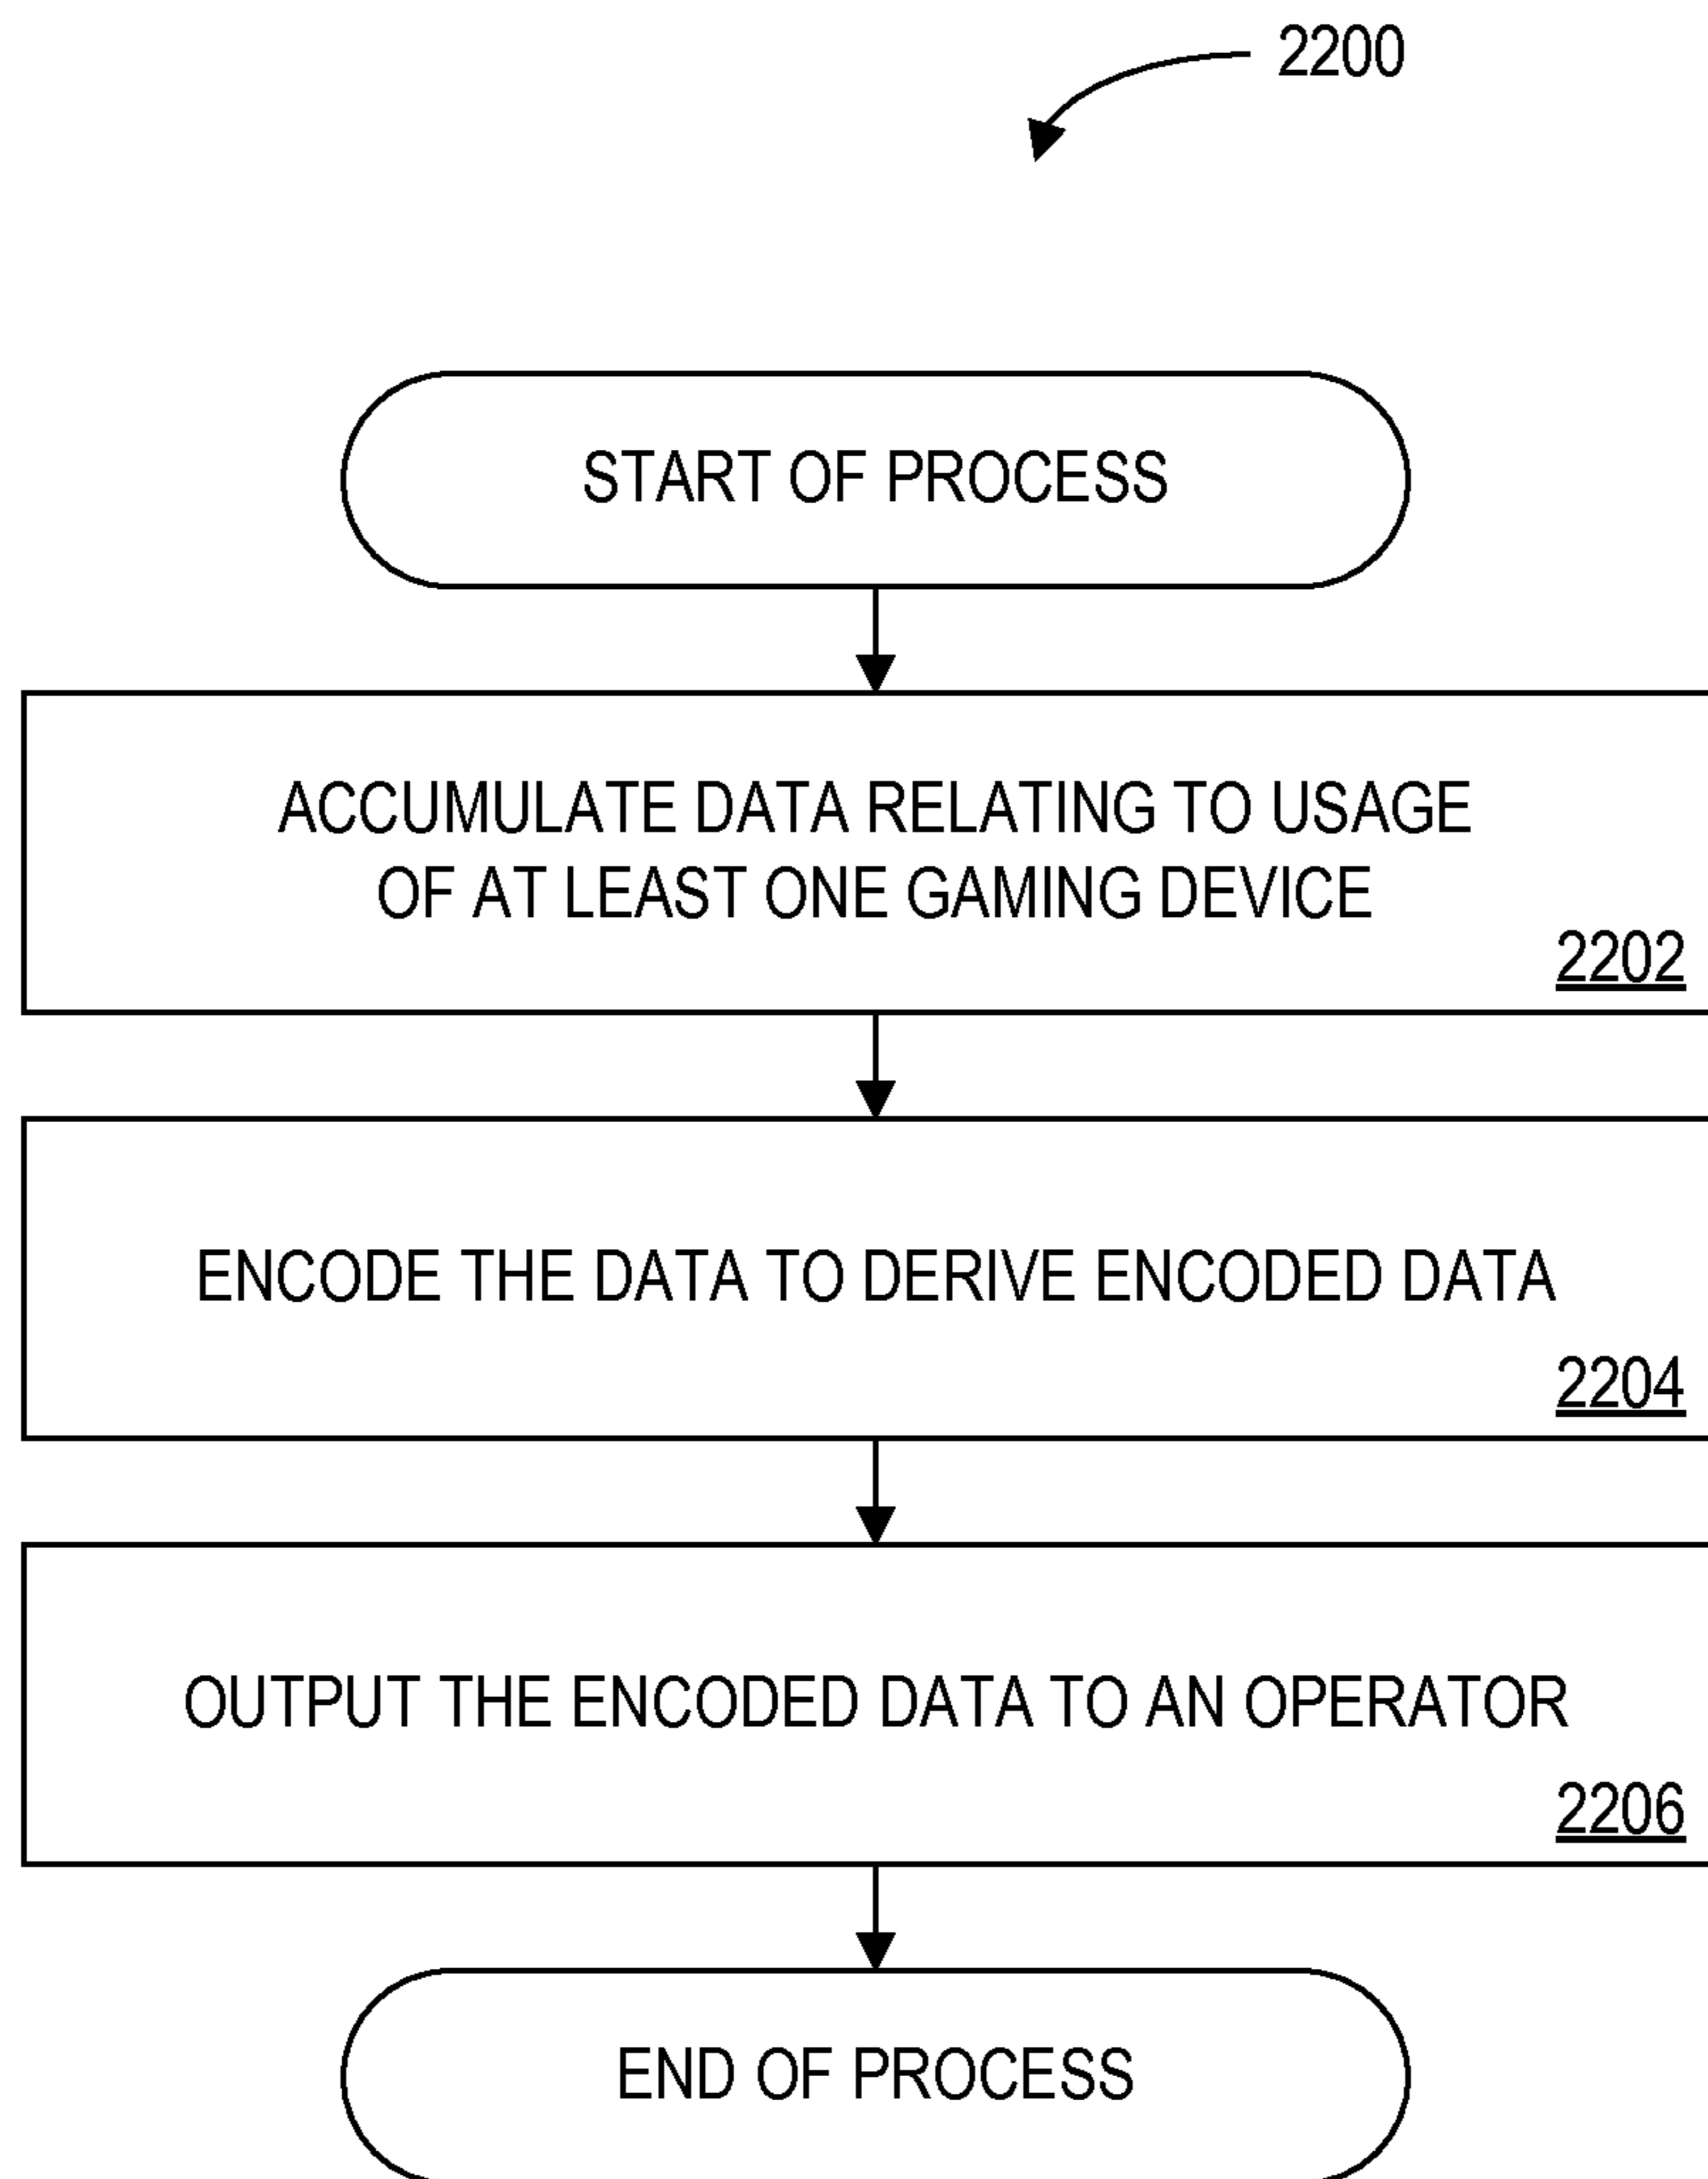 2200
START OF PROCESS
ACCUMULATE DATA RELATING TO USAGE
OF AT LEAST ONE GAMING DEVICE
2202
ENCODE THE DATA TO DERIVE ENCODED DATA
2204
OUTPUT THE ENCODED DATA TO AN OPERATOR
2206
END OF PROCESS